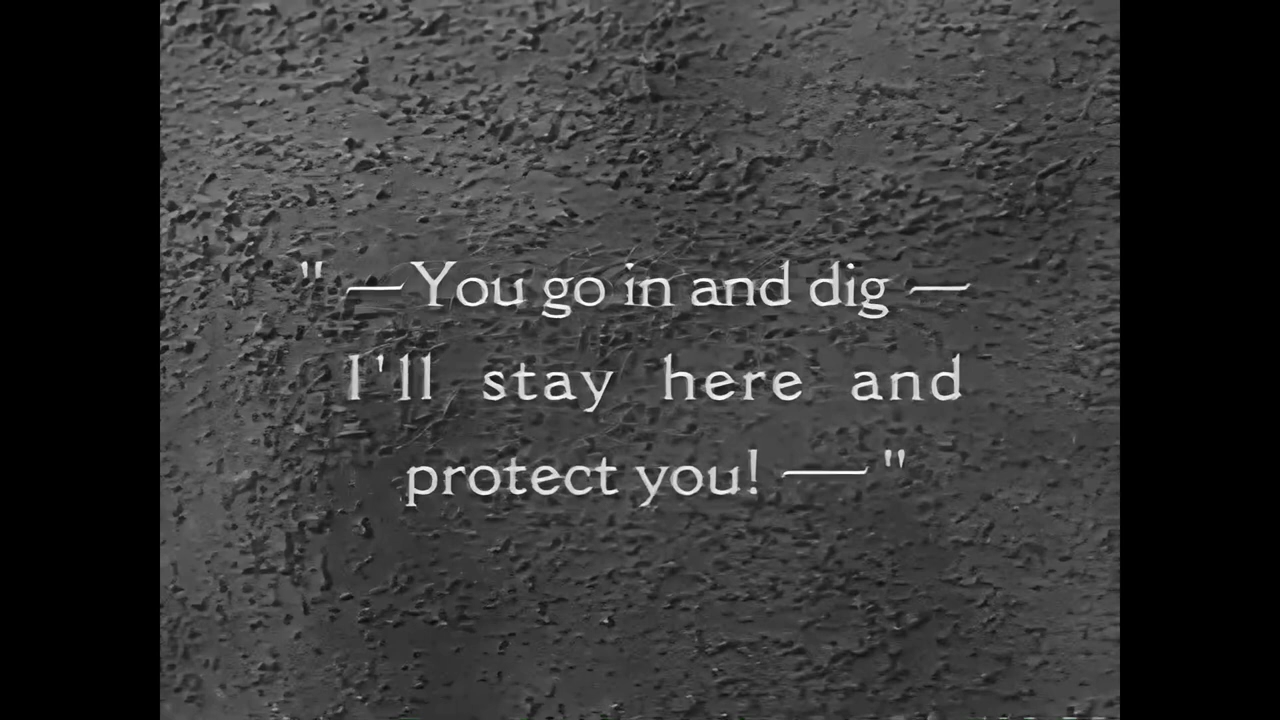 " — You go in and dig —
I'll stay here and
protect you! — "